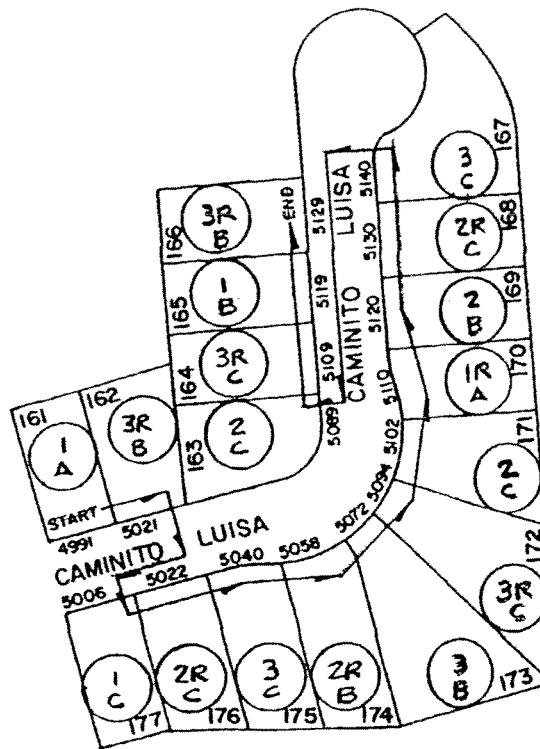 167
3
C
5140
LUISA
CAMINITO
168
2R
C
5129
END
3R
B
166
5130
169
2
B
5119
1
B
165
5120
170
1R
A
5109
3R
C
164
5110
171
2
C
5089
2
C
163
5102
161
162
1
A
3R
B
START
4991
5021
5094
5072
172
3R
C
CAMINITO
LUISA
5006
5022
5040
5058
1
C
177
2R
C
176
3
C
175
2R
B
174
3
B
173